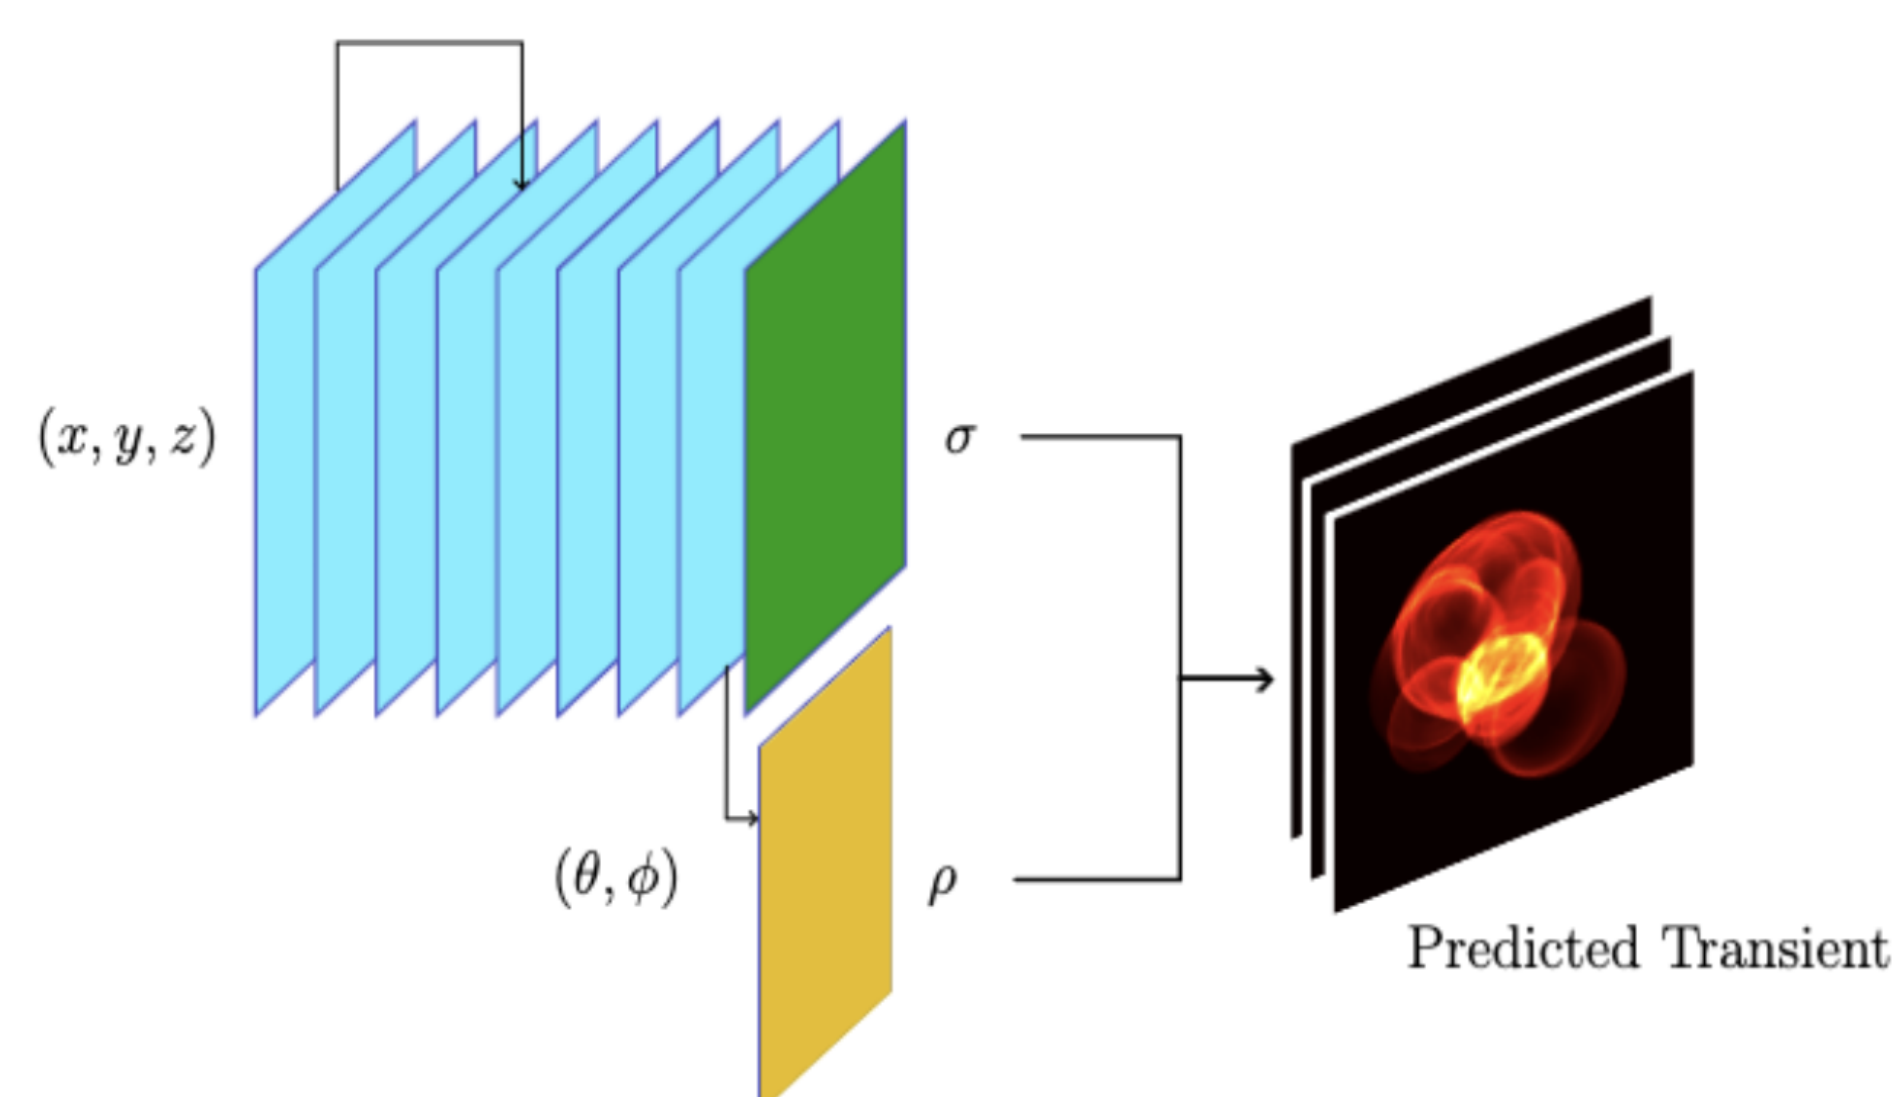 (x, y, z)
σ
(θ, ϕ)
ρ
Predicted Transient